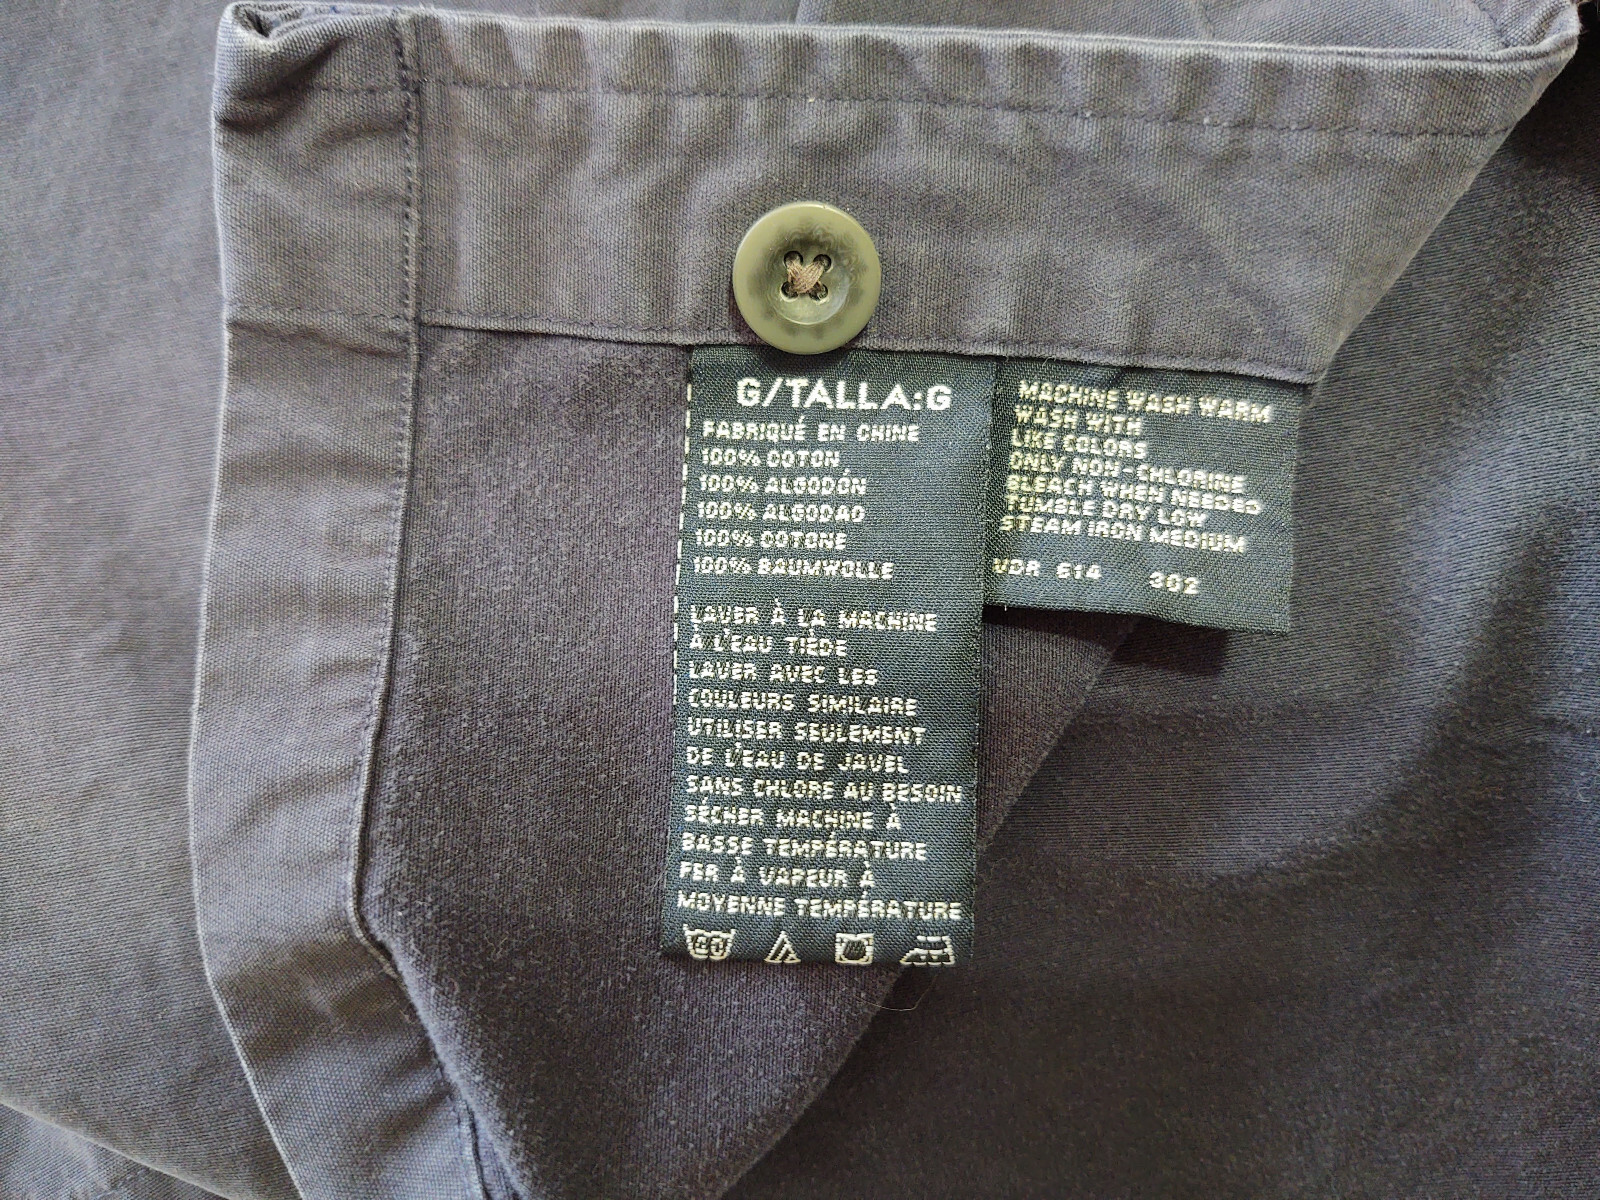 G/TALLA:G
FABRIQUÉ EN CHINE
100% COTON
100% ALGODÓN
100% ALGODAO
100% COTONE
100% BAUMWOLLE
LAVER À LA MACHINE
À L'EAU TIÈDE
LAVER AVEC LES
COULEURS SIMILAIRE
UTILISER SEULEMENT
DE L'EAU DE JAVEL
SANS CHLORE AU BESOIN
SÉCHER MACHINE À
BASSE TEMPÉRATURE
FER À VAPEUR À
MOYENNE TEMPÉRATURE
MACHINE WASH WARM
WASH WITH
LIKE COLORS
ONLY NON-CHLORINE
BLEACH WHEN NEEDED
TUMBLE DRY LOW
STEAM IRON MEDIUM
VDR 614 302